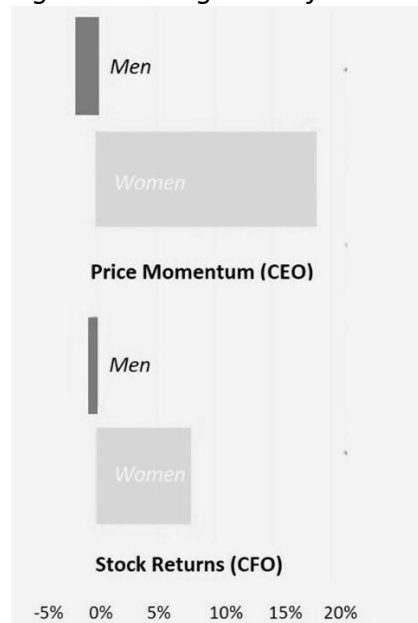 Men
Women
Price Momentum (CEO)
Men
Women
Stock Returns (CFO)
-5% 0% 5% 10% 15% 20%